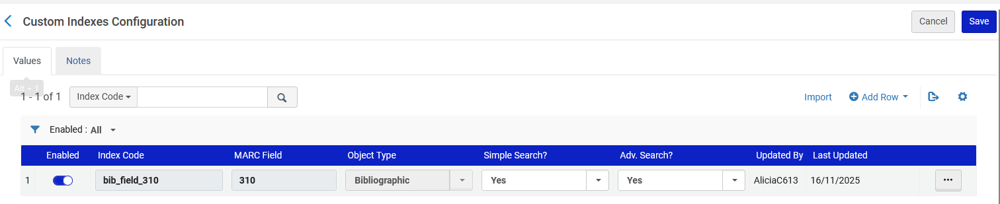 Custom Indexes Configuration Cancel Save
Values Notes
Alt + 1
1 - 1 of 1 Index Code Import Add Row
Enabled : All
Enabled Index Code MARC Field Object Type Simple Search? Adv. Search? Updated By Last Updated
1 bib_field_310 310 Bibliographic Yes Yes AliciaC613 16/11/2025